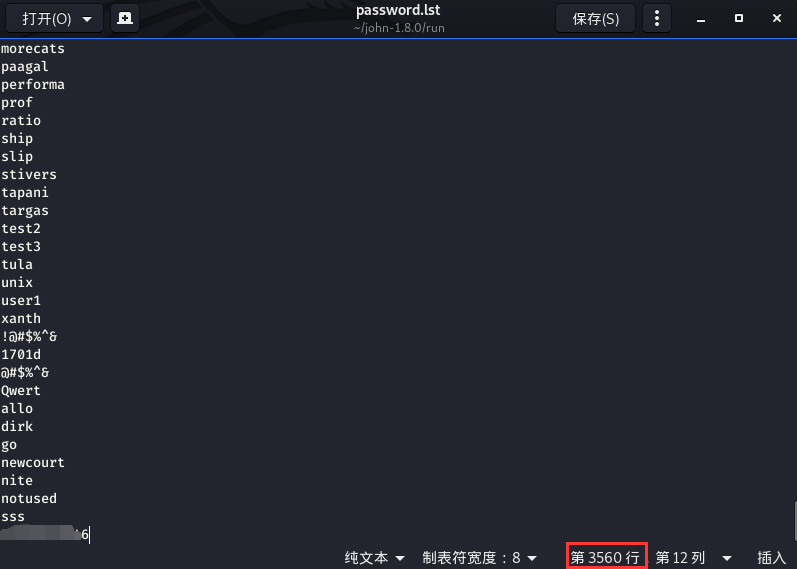 打开(O)
password.lst
~/john-1.8.0/run
保存(S)
morecats
paagal
performa
prof
ratio
ship
slip
stivers
tapani
targas
test2
test3
tula
unix
user1
xanth
!@#$%^&
1701d
@#$%^&
Qwert
allo
dirk
go
newcourt
nite
notused
sss
^6
纯文本 制表符宽度：8 第 3560 行 第 12 列 插入